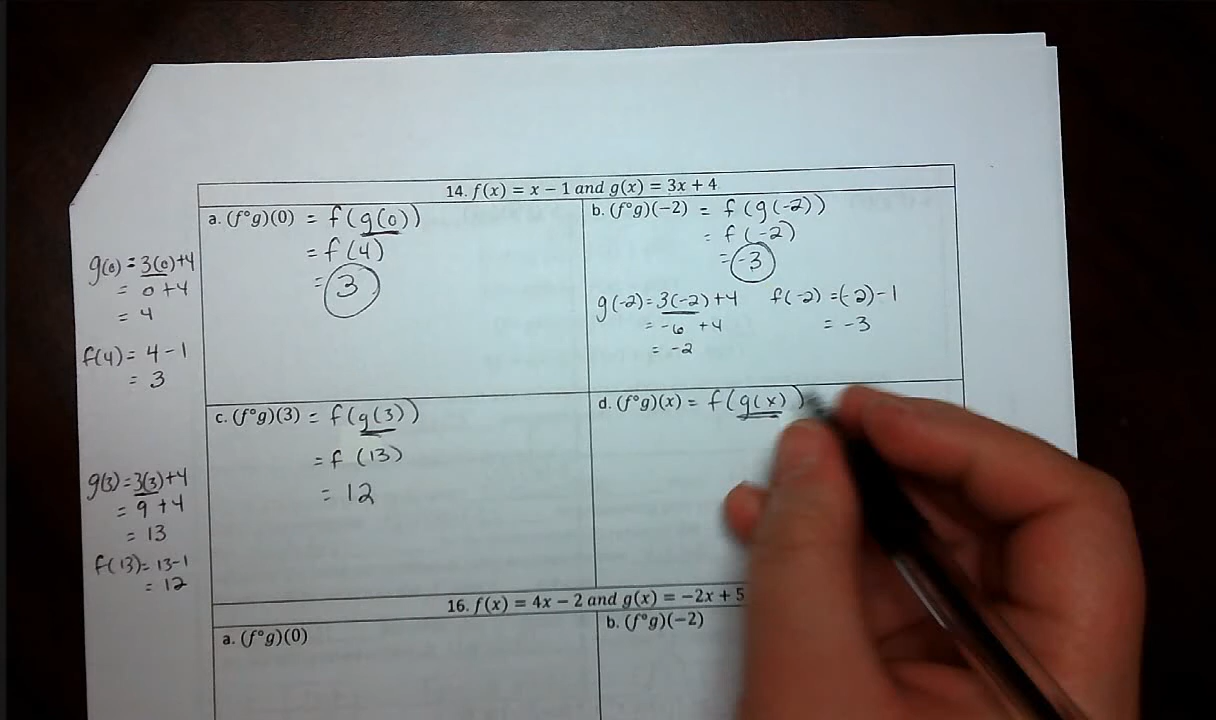 14. f(x) = x − 1 and g(x) = 3x + 4
a. (f°g)(0) = f(g(0))
= f(4)
= 3
g(0) = 3(0)+4
= 0+4
= 4
f(4) = 4-1
= 3
b. (f°g)(−2) = f(g(-2))
= f(-2)
= -3
g(-2) = 3(-2)+4
= -6 +4
= -2
f(-2) = (-2)-1
= -3
c. (f°g)(3) = f(g(3))
= f(13)
= 12
g(3) = 3(3)+4
= 9+4
= 13
f(13) = 13-1
= 12
d. (f°g)(x) = f(g(x))
16. f(x) = 4x − 2 and g(x) = −2x + 5
a. (f°g)(0)
b. (f°g)(−2)